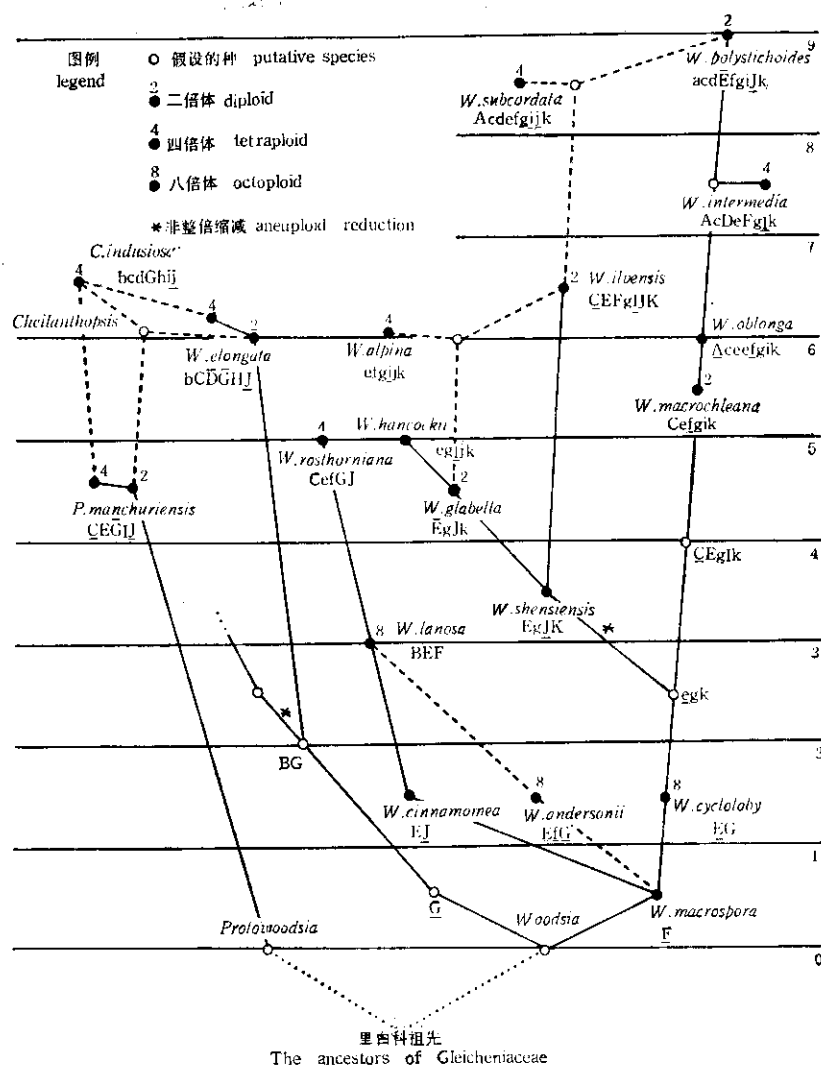 图例
legend
假设的种 putative species
2
二倍体 diploid
4
四倍体 tetraploid
8
八倍体 octoploid
*非整倍缩减 aneuploid reduction
2
9
W. polystichoides
acdEfgiJk
4
W. subcordata
Acdefgijk
8
4
W. intermedia
AcDeFgIk
7
C. indusiosa
bcdGhij
4
4
2
W. ilvensis
CEFgIJK
Cheilanthopsis
2
W. elongata
bCDGHJ
4
W. alpina
efgijk
W. oblonga
Aceefgik
6
2
W. macrochleana
Cefgik
W. hancockii
egIjk
5
4
W. rosthorniana
CefGJ
4
2
P. manchuriensis
CEGIJ
2
W. glabella
EgJk
4
CEgIk
W. shensiensis
EgJK
*
8
W. lanosa
BEF
3
egk
*
BG
3
W. cinnamomea
EJ
8
W. andersonii
EfG
8
W. cycloloby
EG
1
G
Protowoodsia
Woodsia
W. macrospora
F
0
里白科祖先
The ancestors of Gleicheniaceae